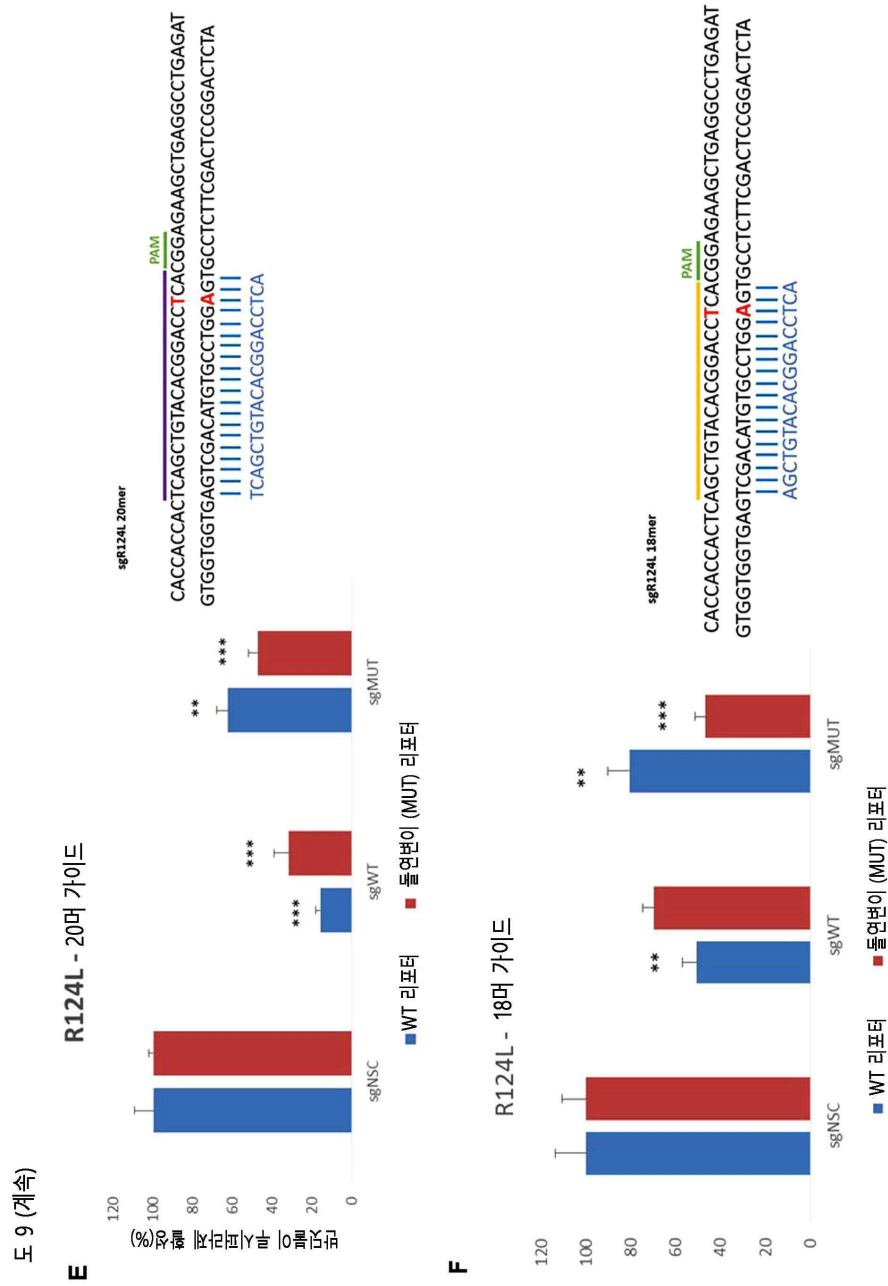 도 9 (계속)
E
R124L - 20머 가이드
반딧불이 루시퍼라제 활성(%)
120
100
80
60
40
20
0
***
***
**
***
sgNSC
sgWT
sgMUT
WT 리포터
돌연변이 (MUT) 리포터
sgR124L 20mer
PAM
CACCACCACTCAGCTGTACACGGACCTCACGGAGAAGCTGAGGCCTGAGAT
GTGGTGGTGAGTCGACATGTGCCTGGAGTGCCTCTTCGACTCCGGACTCTA
TCAGCTGTACACGGACCTCA
F
R124L - 18머 가이드
120
100
80
60
40
20
0
**
**
***
sgNSC
sgWT
sgMUT
WT 리포터
돌연변이 (MUT) 리포터
sgR124L 18mer
PAM
CACCACCACTCAGCTGTACACGGACCTCACGGAGAAGCTGAGGCCTGAGAT
GTGGTGGTGAGTCGACATGTGCCTGGAGTGCCTCTTCGACTCCGGACTCTA
AGCTGTACACGGACCTCA